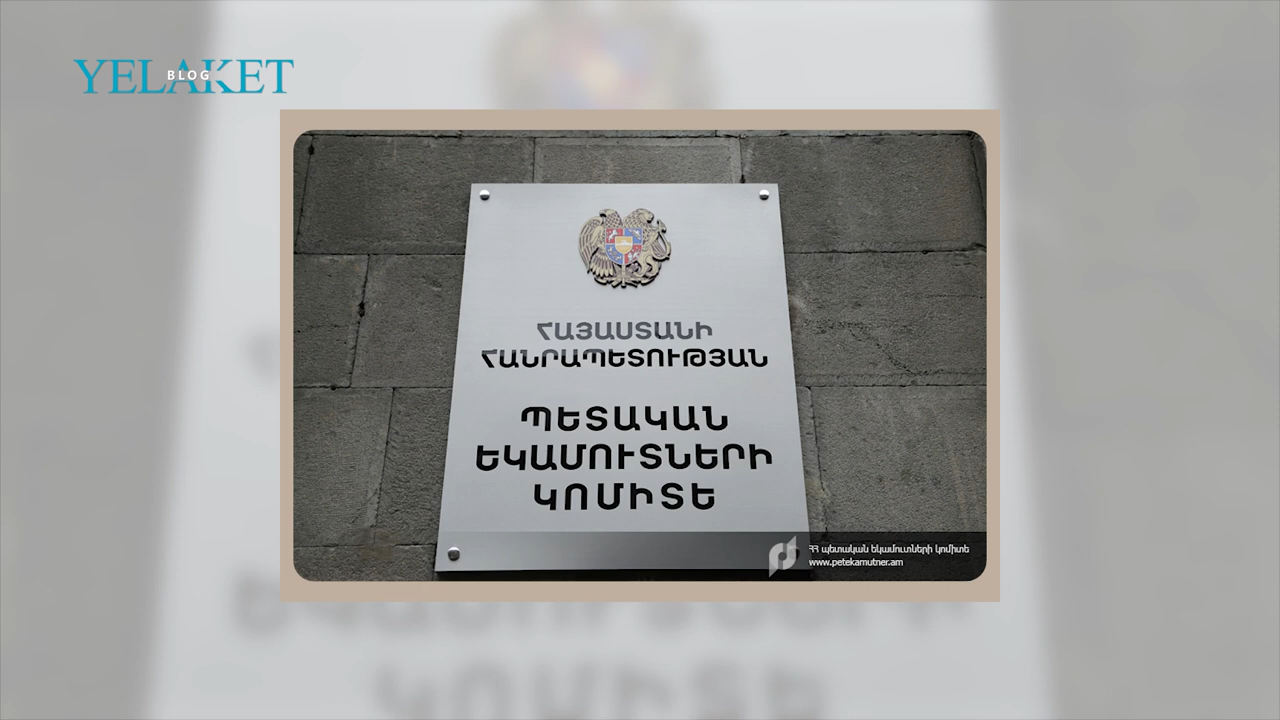 YELAKET
BLOG
ՀԱՅԱՍՏԱՆԻ
ՀԱՆՐԱՊԵՏՈՒԹՅԱՆ
ՊԵՏԱԿԱՆ
ԵԿԱՄՈՒՏՆԵՐԻ
ԿՈՄԻՏԵ
ՀՀ պետական եկամուտների կոմիտե
www.petekamutner.am